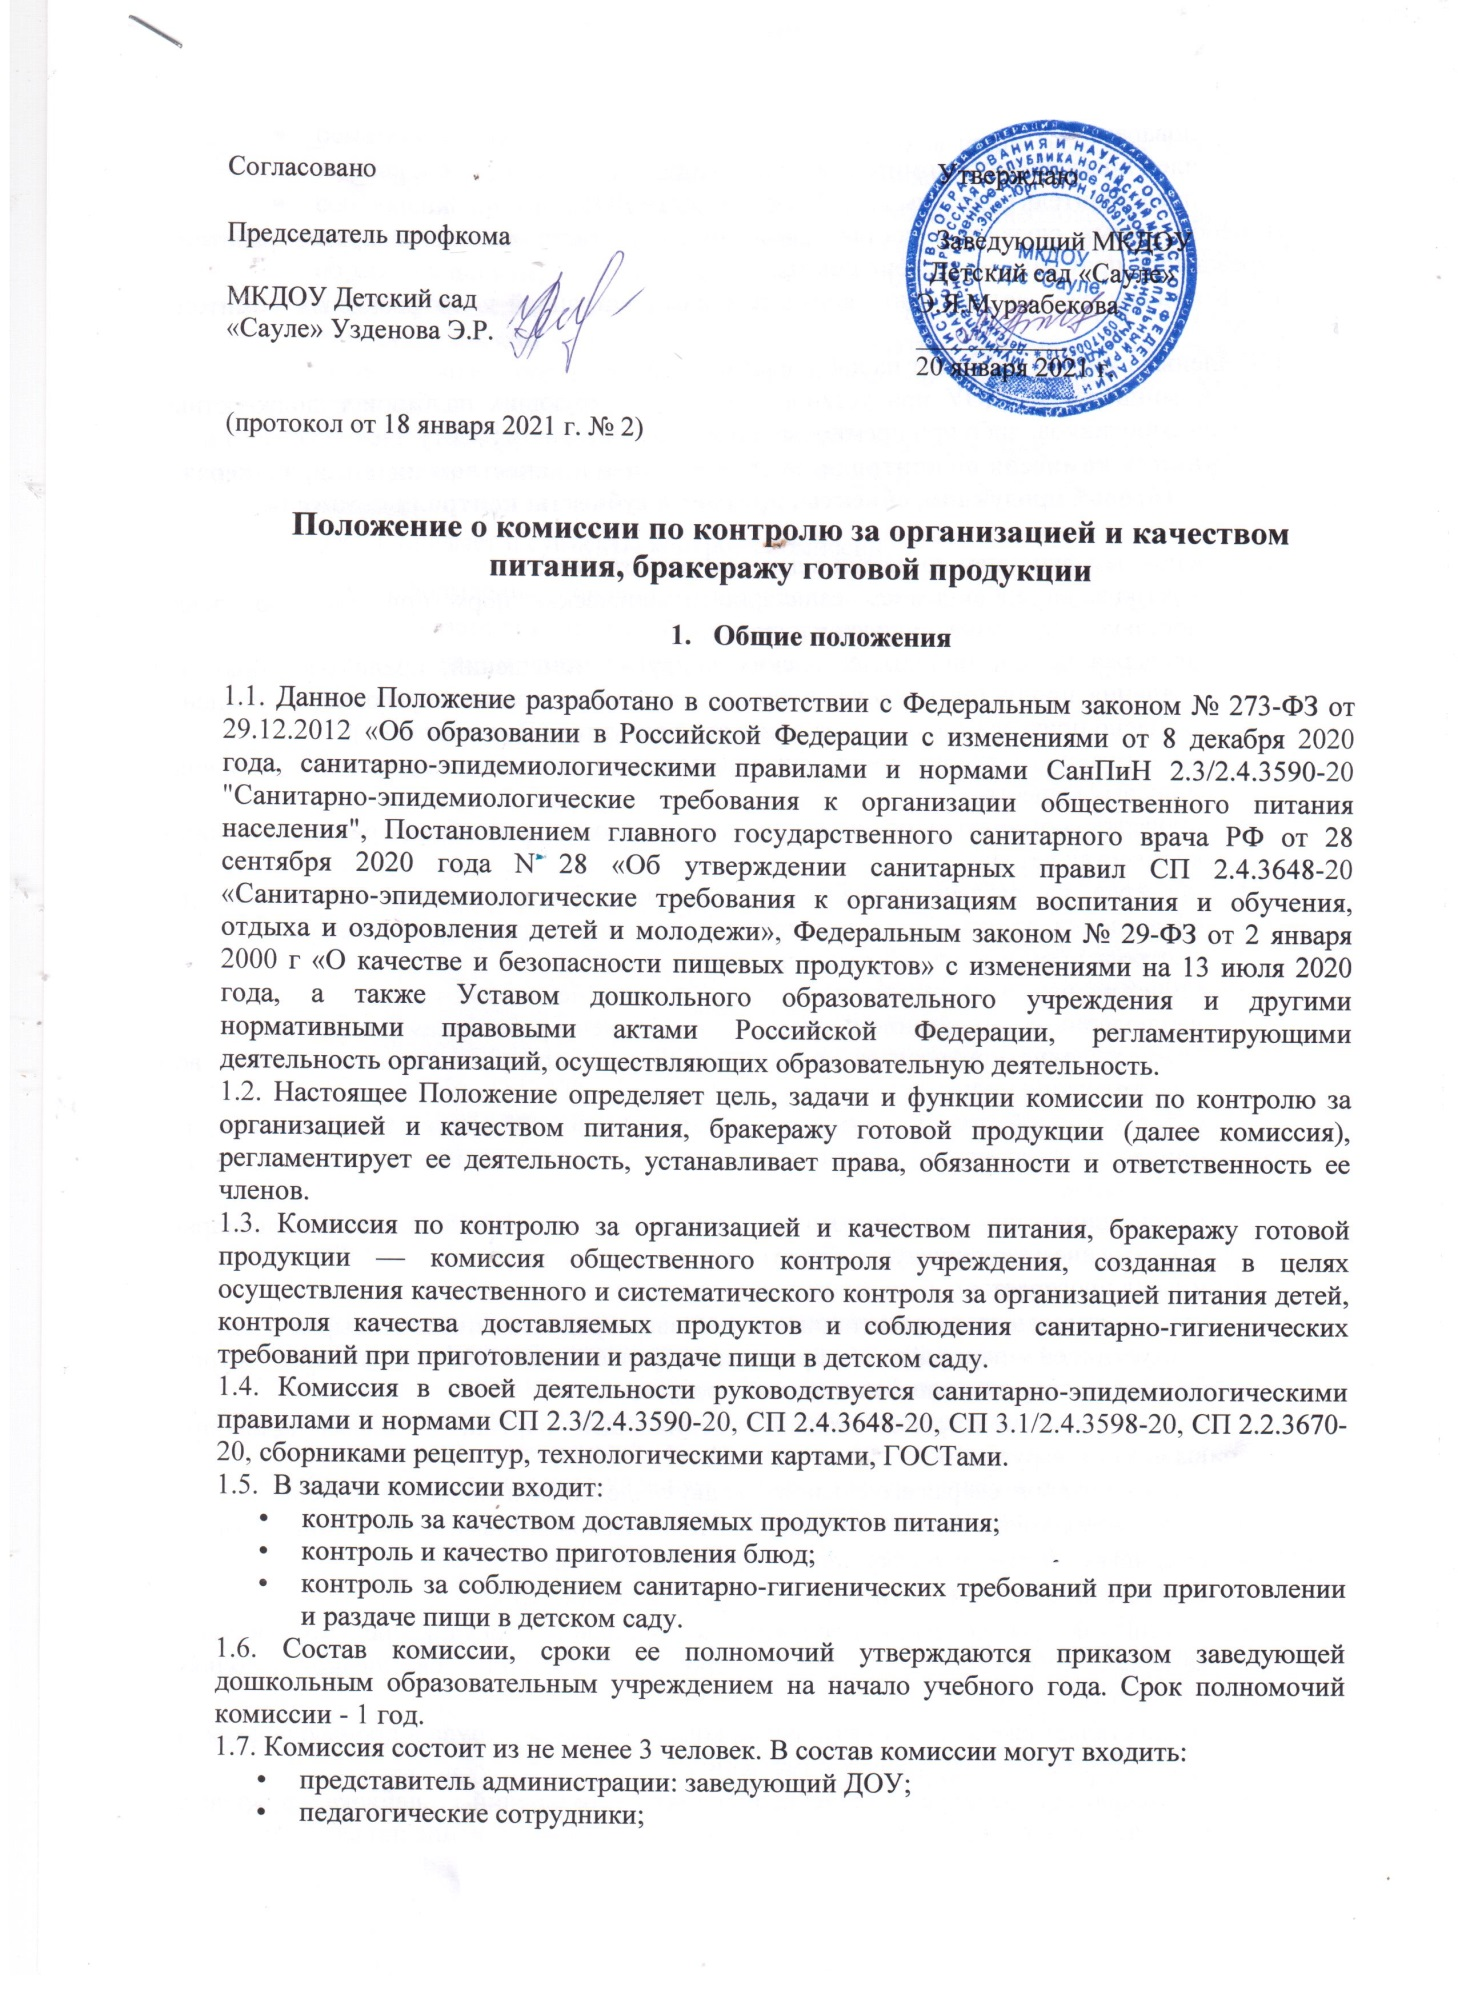 Согласовано
Утверждаю
Председатель профкома
Заведующий МКДОУ
Детский сад «Сауле»
МКДОУ Детский сад
Э.Я.Мурзабекова
«Сауле» Узденова Э.Р.
20 января 2021 г.
(протокол от 18 января 2021 г. № 2)
МКДОУ
Сауле
Положение о комиссии по контролю за организацией и качеством
питания, бракеражу готовой продукции
1. Общие положения
1.1. Данное Положение разработано в соответствии с Федеральным законом № 273-ФЗ от
29.12.2012 «Об образовании в Российской Федерации с изменениями от 8 декабря 2020
года, санитарно-эпидемиологическими правилами и нормами СанПиН 2.3/2.4.3590-20
"Санитарно-эпидемиологические требования к организации общественного питания
населения", Постановлением главного государственного санитарного врача РФ от 28
сентября 2020 года N 28 «Об утверждении санитарных правил СП 2.4.3648-20
«Санитарно-эпидемиологические требования к организациям воспитания и обучения,
отдыха и оздоровления детей и молодежи», Федеральным законом № 29-ФЗ от 2 января
2000 г «О качестве и безопасности пищевых продуктов» с изменениями на 13 июля 2020
года, а также Уставом дошкольного образовательного учреждения и другими
нормативными правовыми актами Российской Федерации, регламентирующими
деятельность организаций, осуществляющих образовательную деятельность.
1.2. Настоящее Положение определяет цель, задачи и функции комиссии по контролю за
организацией и качеством питания, бракеражу готовой продукции (далее комиссия),
регламентирует ее деятельность, устанавливает права, обязанности и ответственность ее
членов.
1.3. Комиссия по контролю за организацией и качеством питания, бракеражу готовой
продукции — комиссия общественного контроля учреждения, созданная в целях
осуществления качественного и систематического контроля за организацией питания детей,
контроля качества доставляемых продуктов и соблюдения санитарно-гигиенических
требований при приготовлении и раздаче пищи в детском саду.
1.4. Комиссия в своей деятельности руководствуется санитарно-эпидемиологическими
правилами и нормами СП 2.3/2.4.3590-20, СП 2.4.3648-20, СП 3.1/2.4.3598-20, СП 2.2.3670-
20, сборниками рецептур, технологическими картами, ГОСТами.
1.5. В задачи комиссии входит:
• контроль за качеством доставляемых продуктов питания;
• контроль и качество приготовления блюд;
• контроль за соблюдением санитарно-гигиенических требований при приготовлении
и раздаче пищи в детском саду.
1.6. Состав комиссии, сроки ее полномочий утверждаются приказом заведующей
дошкольным образовательным учреждением на начало учебного года. Срок полномочий
комиссии - 1 год.
1.7. Комиссия состоит из не менее 3 человек. В состав комиссии могут входить:
• представитель администрации: заведующий ДОУ;
• педагогические сотрудники;